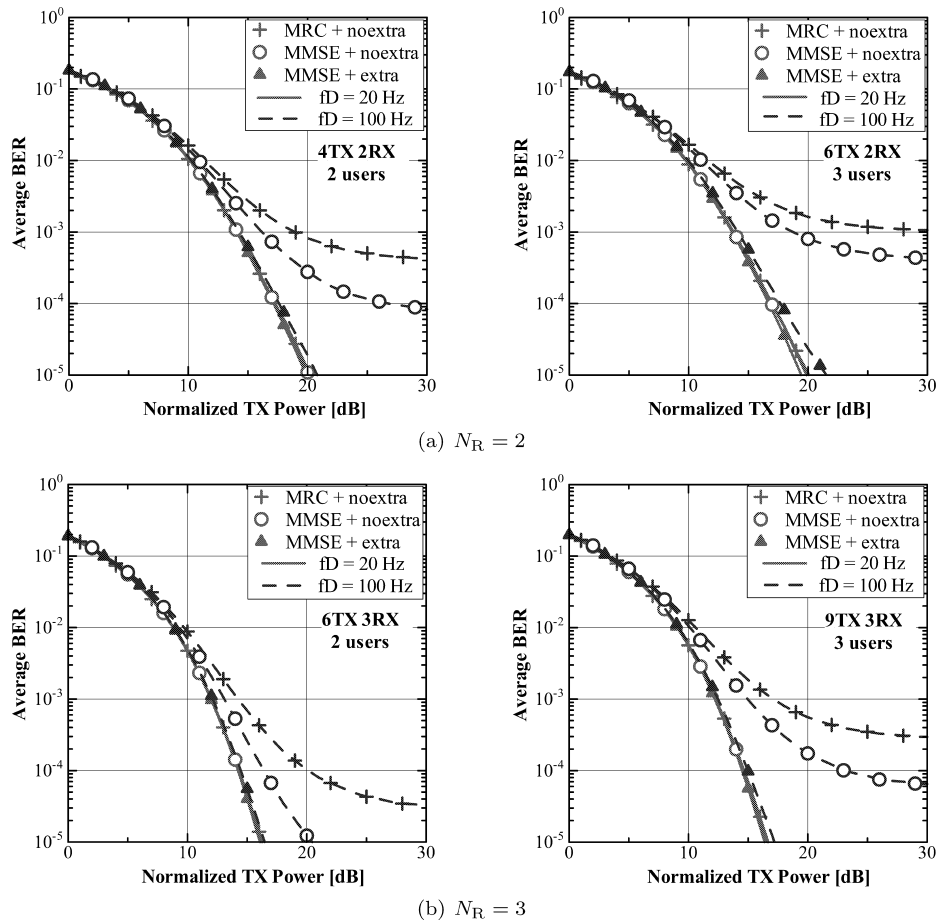 10^0
10^-1
10^-2
10^-3
10^-4
10^-5
Average BER
MRC + noextra
MMSE + noextra
MMSE + extra
fD = 20 Hz
fD = 100 Hz
4TX 2RX
2 users
0 10 20 30
Normalized TX Power [dB]
10^0
10^-1
10^-2
10^-3
10^-4
10^-5
Average BER
MRC + noextra
MMSE + noextra
MMSE + extra
fD = 20 Hz
fD = 100 Hz
6TX 2RX
3 users
0 10 20 30
Normalized TX Power [dB]
(a) N_R = 2
10^0
10^-1
10^-2
10^-3
10^-4
10^-5
Average BER
MRC + noextra
MMSE + noextra
MMSE + extra
fD = 20 Hz
fD = 100 Hz
6TX 3RX
2 users
0 10 20 30
Normalized TX Power [dB]
10^0
10^-1
10^-2
10^-3
10^-4
10^-5
Average BER
MRC + noextra
MMSE + noextra
MMSE + extra
fD = 20 Hz
fD = 100 Hz
9TX 3RX
3 users
0 10 20 30
Normalized TX Power [dB]
(b) N_R = 3